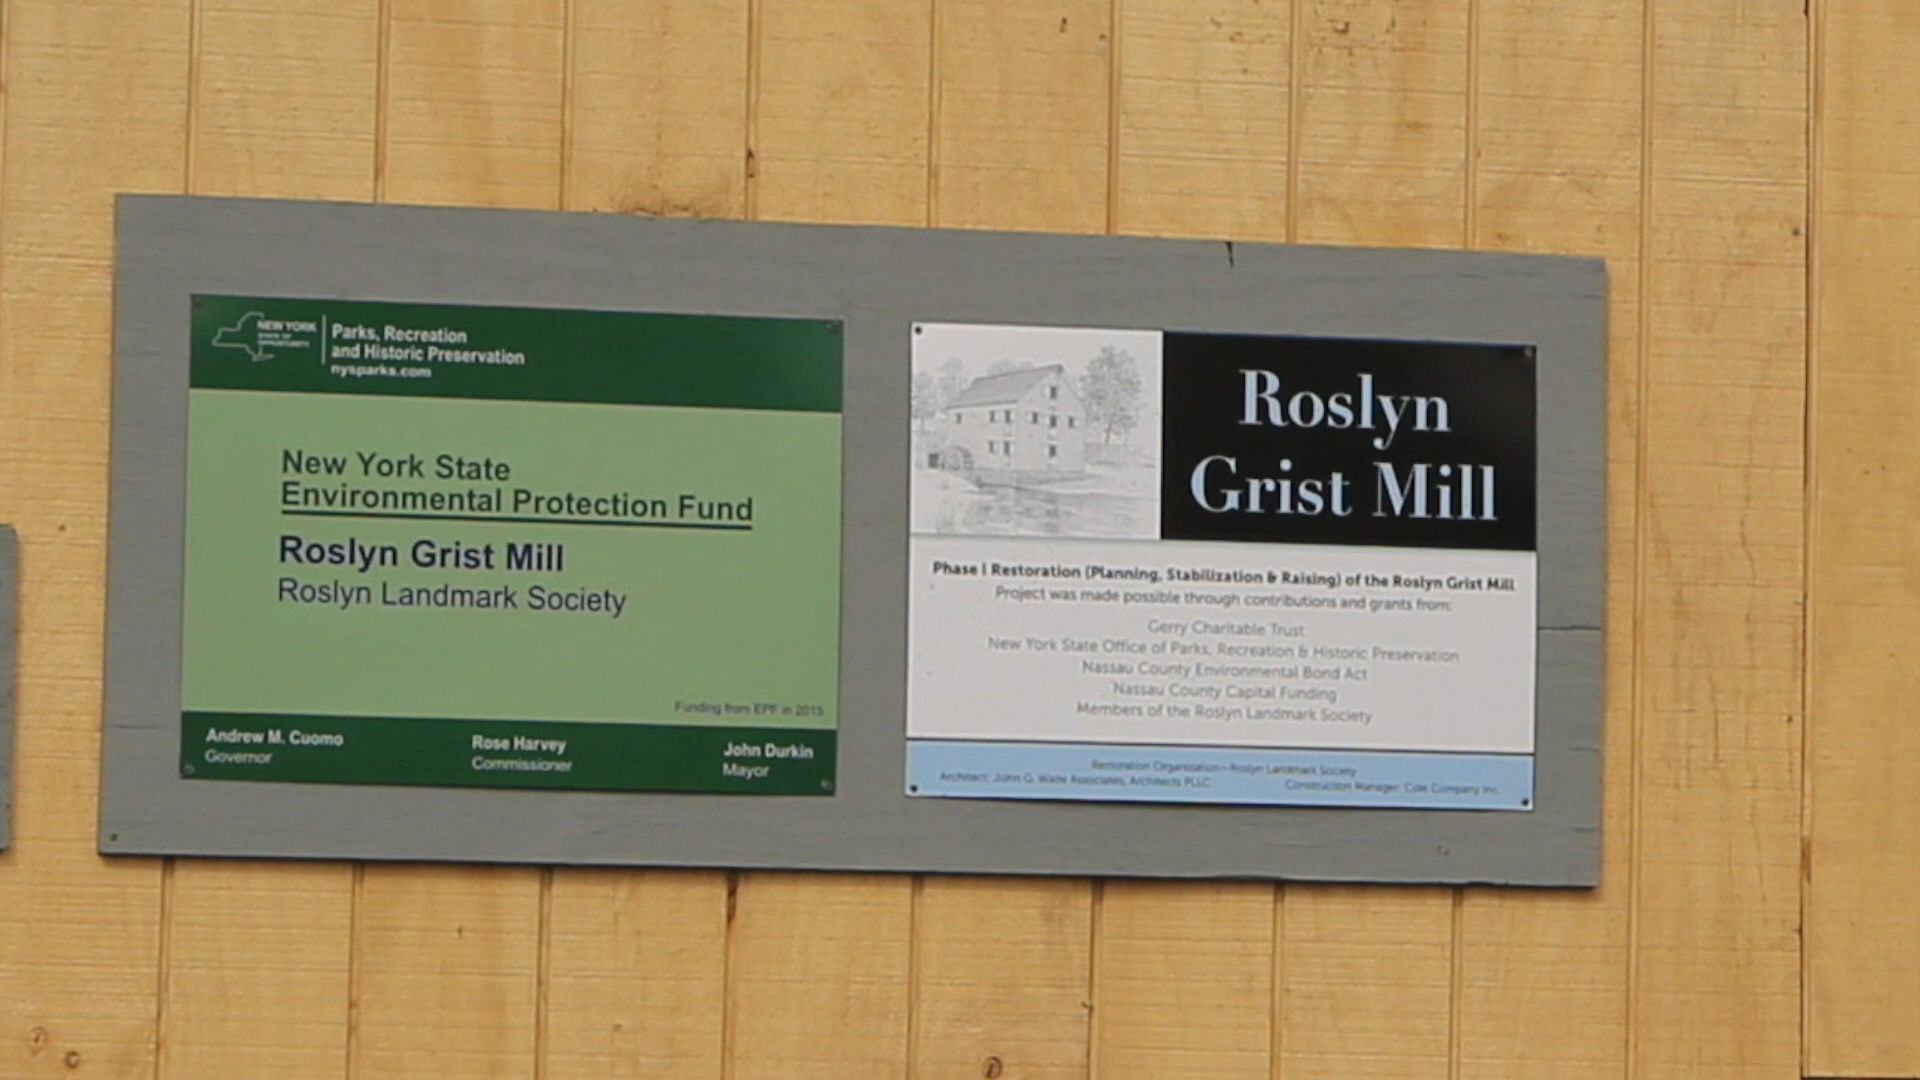 NEW YORK
STATE OF
OPPORTUNITY
Parks, Recreation
and Historic Preservation
nysparks.com
New York State
Environmental Protection Fund
Roslyn Grist Mill
Roslyn Landmark Society
Funding from EPF in 2015
Andrew M. Cuomo
Governor
Rose Harvey
Commissioner
John Durkin
Mayor
Roslyn
Grist Mill
Phase I Restoration (Planning, Stabilization & Raising) of the Roslyn Grist Mill
Project was made possible through contributions and grants from:
Gerry Charitable Trust
New York State Office of Parks, Recreation & Historic Preservation
Nassau County Environmental Bond Act
Nassau County Capital Funding
Members of the Roslyn Landmark Society
Restoration Organization – Roslyn Landmark Society
Architect: John G. Waite Associates, Architects PLLC
Construction Manager: Cole Company Inc.